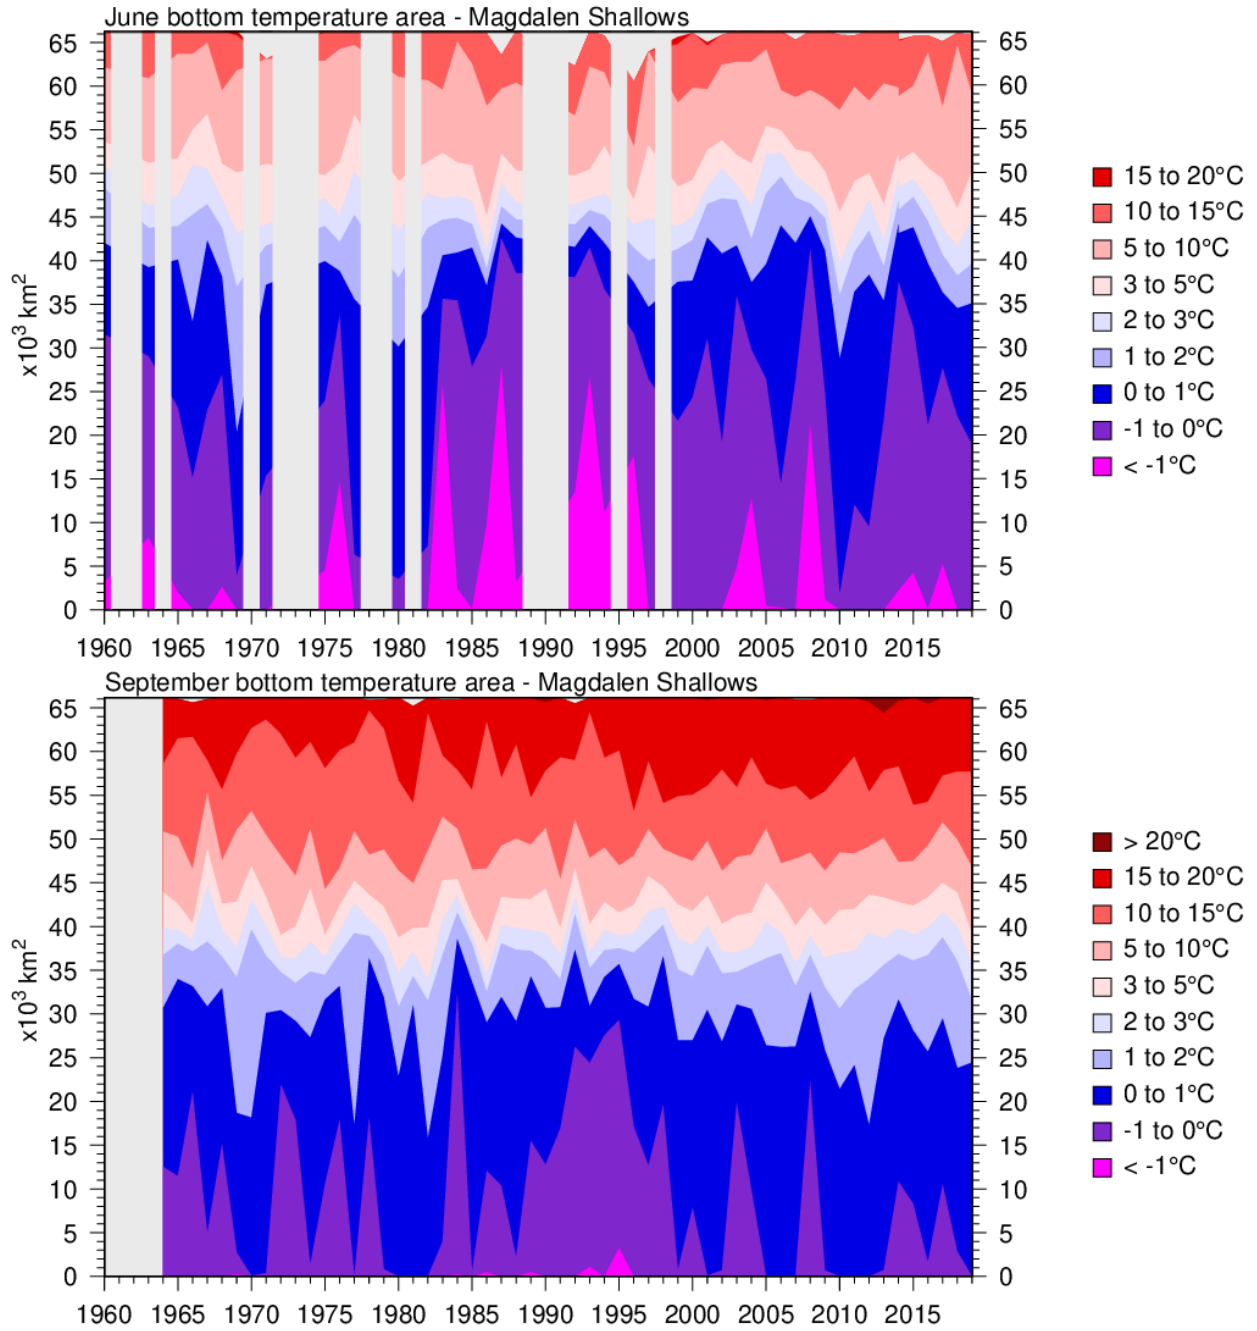 June bottom temperature area - Magdalen Shallows
65 65
60 60
55 55
50 50
45 45
40 40
35 35
30 30
25 25
20 20
15 15
10 10
5 5
0 0
x10³ km²
1960 1965 1970 1975 1980 1985 1990 1995 2000 2005 2010 2015
15 to 20°C
10 to 15°C
5 to 10°C
3 to 5°C
2 to 3°C
1 to 2°C
0 to 1°C
-1 to 0°C
< -1°C
September bottom temperature area - Magdalen Shallows
65 65
60 60
55 55
50 50
45 45
40 40
35 35
30 30
25 25
20 20
15 15
10 10
5 5
0 0
x10³ km²
1960 1965 1970 1975 1980 1985 1990 1995 2000 2005 2010 2015
> 20°C
15 to 20°C
10 to 15°C
5 to 10°C
3 to 5°C
2 to 3°C
1 to 2°C
0 to 1°C
-1 to 0°C
< -1°C